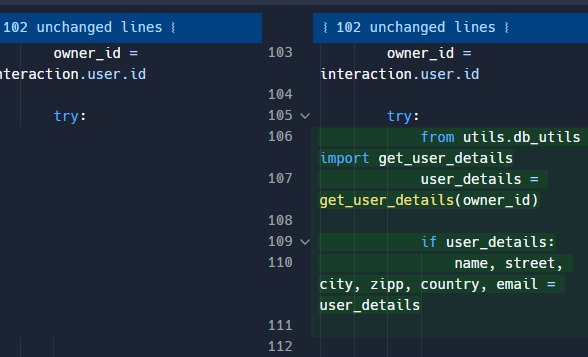 102 unchanged lines
owner_id =
interaction.user.id
try:
102 unchanged lines
103 owner_id =
interaction.user.id
104
105 try:
106 from utils.db_utils
import get_user_details
107 user_details =
get_user_details(owner_id)
108
109 if user_details:
110 name, street,
city, zipp, country, email =
user_details
111
112